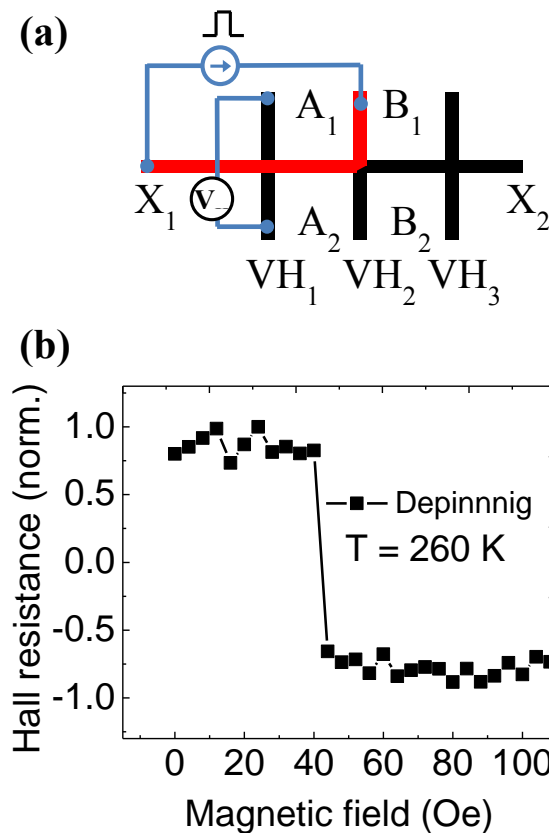 (a)
A₁ B₁
X₁ V X₂
A₂ B₂
VH₁ VH₂ VH₃
(b)
Hall resistance (norm.)
1.0
0.5
0.0
-0.5
-1.0
Depinnnig
T = 260 K
0 20 40 60 80 100
Magnetic field (Oe)